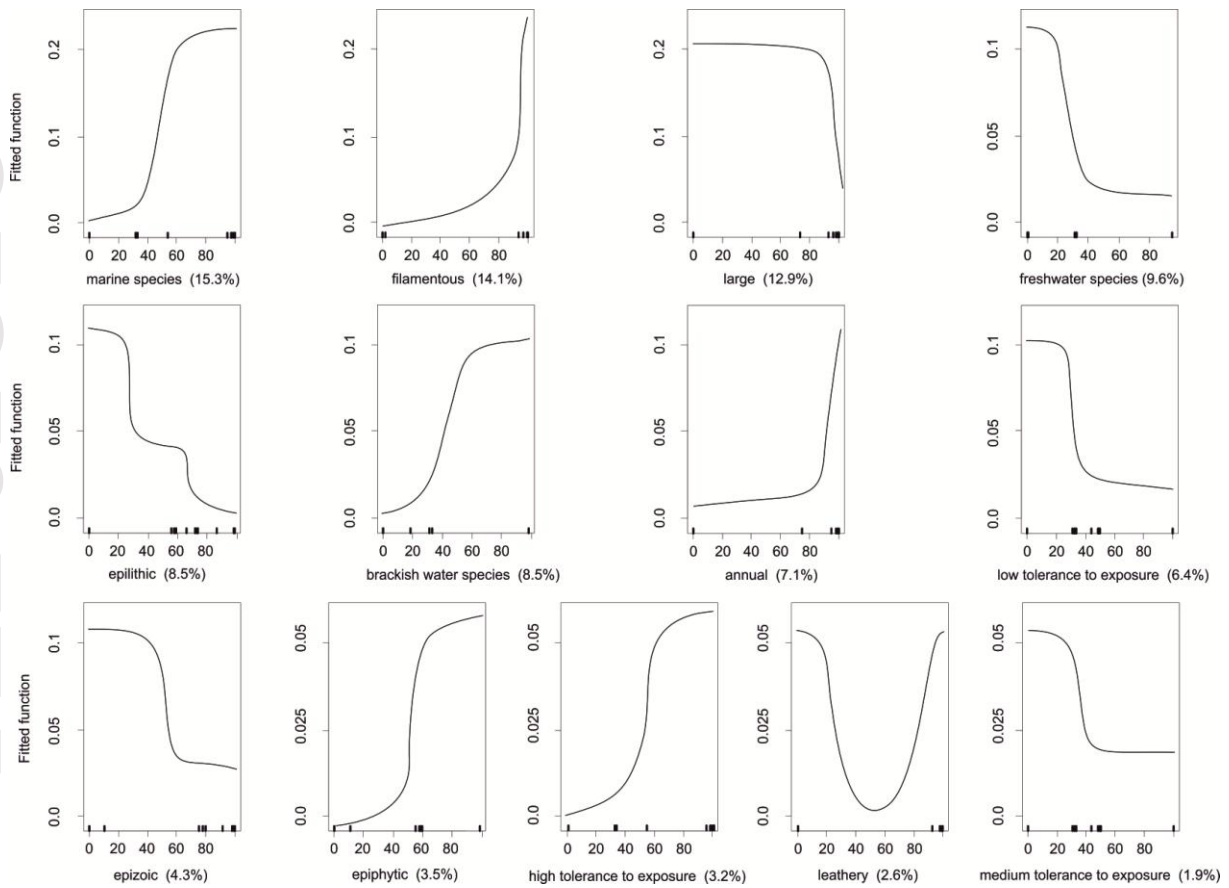 Fitted function
0.0 0.1 0.2
0 20 40 60 80
marine species (15.3%)
0.0 0.1 0.2
0 20 40 60 80
filamentous (14.1%)
0.0 0.1 0.2
0 20 40 60 80
large (12.9%)
0.0 0.05 0.1
0 20 40 60 80
freshwater species (9.6%)
Fitted function
0.0 0.05 0.1
0 20 40 60 80
epilithic (8.5%)
0.0 0.05 0.1
0 20 40 60 80
brackish water species (8.5%)
0.0 0.05 0.1
0 20 40 60 80
annual (7.1%)
0.0 0.05 0.1
0 20 40 60 80
low tolerance to exposure (6.4%)
Fitted function
0.0 0.05 0.1
0 20 40 60 80
epizoic (4.3%)
0.0 0.025 0.05
0 20 40 60 80
epiphytic (3.5%)
0.0 0.025 0.05
0 20 40 60 80
high tolerance to exposure (3.2%)
0.0 0.025 0.05
0 20 40 60 80
leathery (2.6%)
0.0 0.025 0.05
0 20 40 60 80
medium tolerance to exposure (1.9%)